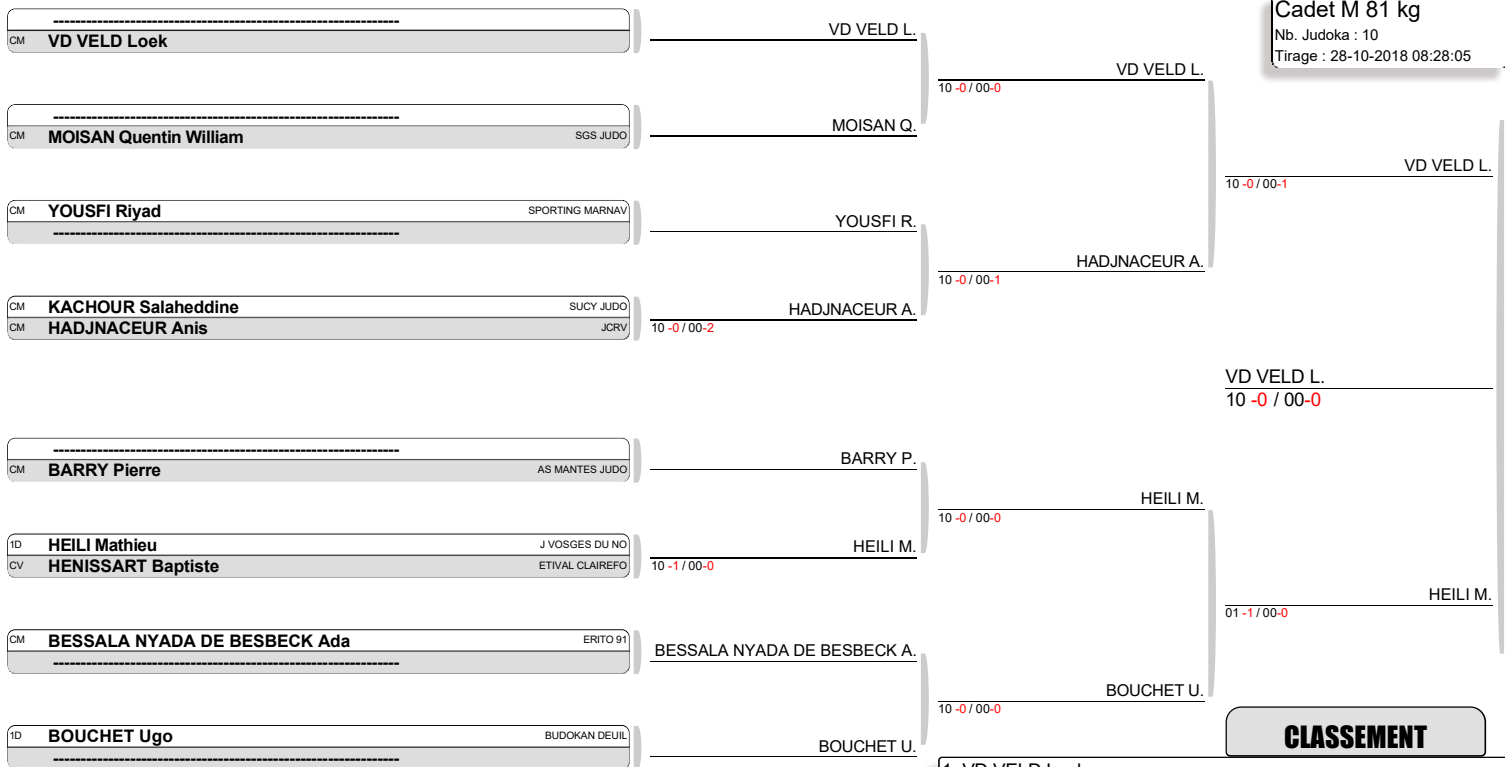 Cadet M 81 kg
Nb. Judoka : 10
Tirage : 28-10-2018 08:28:05
---------------------------------------------------------------
CM VD VELD Loek
---------------------------------------------------------------
CM MOISAN Quentin William SGS JUDO
CM YOUSFI Riyad SPORTING MARNAV
---------------------------------------------------------------
CM KACHOUR Salaheddine SUCY JUDO
CM HADJNACEUR Anis JCRV
---------------------------------------------------------------
CM BARRY Pierre AS MANTES JUDO
1D HEILI Mathieu J VOSGES DU NO
CV HENISSART Baptiste ETIVAL CLAIREFO
CM BESSALA NYADA DE BESBECK Ada ERITO 91
---------------------------------------------------------------
1D BOUCHET Ugo BUDOKAN DEUIL
---------------------------------------------------------------
VD VELD L.
MOISAN Q.
YOUSFI R.
HADJNACEUR A.
10 -0 / 00-2
BARRY P.
HEILI M.
10 -1 / 00-0
BESSALA NYADA DE BESBECK A.
BOUCHET U.
VD VELD L.
10 -0 / 00-0
HADJNACEUR A.
10 -0 / 00-1
HEILI M.
10 -0 / 00-0
BOUCHET U.
10 -0 / 00-0
VD VELD L.
10 -0 / 00-1
VD VELD L.
10 -0 / 00-0
HEILI M.
01 -1 / 00-0
CLASSEMENT
1. VD VELD Loek